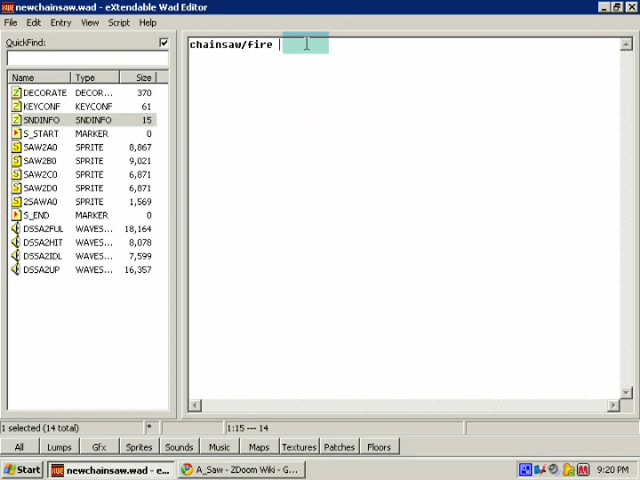 newchainsaw.wad - eXtendable Wad Editor
File Edit Entry View Script Help
QuickFind:
Name Type Size
DECORATE DECOR... 370
KEYCONF KEYCONF 61
SNDINFO SNDINFO 15
S_START MARKER 0
SAW2A0 SPRITE 8,867
SAW2B0 SPRITE 9,021
SAW2C0 SPRITE 6,871
SAW2D0 SPRITE 6,871
2SAWA0 SPRITE 1,569
S_END MARKER 0
DSSA2FUL WAVES... 18,164
DSSA2HIT WAVES... 8,078
DSSA2IDL WAVES... 7,599
DSSA2UP WAVES... 16,357
chainsaw/fire
1 selected (14 total) * 1:15 --- 14
All Lumps Gfx Sprites Sounds Music Maps Textures Patches Floors
Start XWE newchainsaw.wad - e... A_Saw - ZDoom Wiki - G... 9:20 PM